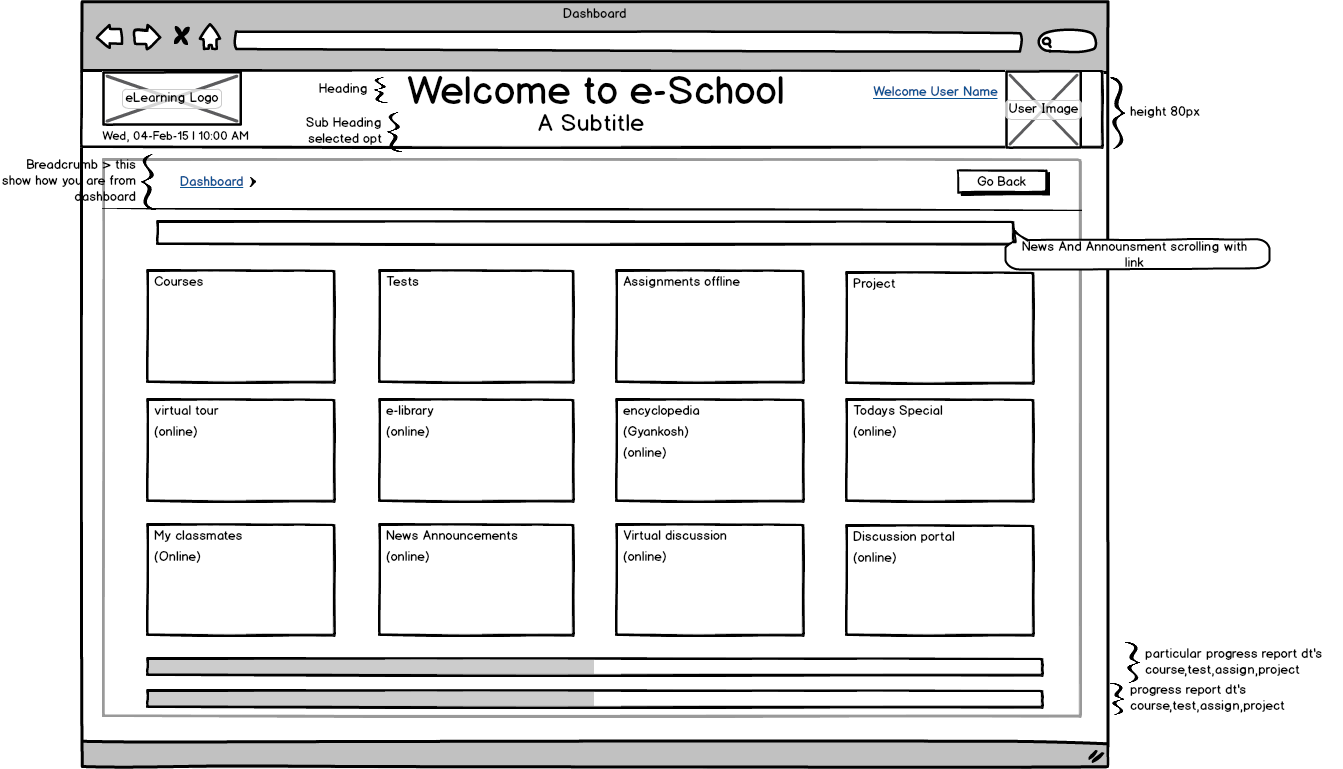 Dashboard
eLearning Logo
Wed, 04-Feb-15 | 10:00 AM
Heading
Sub Heading
selected opt
Welcome to e-School
A Subtitle
Welcome User Name
User Image
height 80px
Breadcrumb > this
show how you are from
dashboard
Dashboard
Go Back
News And Announsment scrolling with
link
Courses
Tests
Assignments offline
Project
virtual tour
(online)
e-library
(online)
encyclopedia
(Gyankosh)
(online)
Todays Special
(online)
My classmates
(Online)
News Announcements
(online)
Virtual discussion
(online)
Discussion portal
(online)
particular progress report dt's
course,test,assign,project
progress report dt's
course,test,assign,project